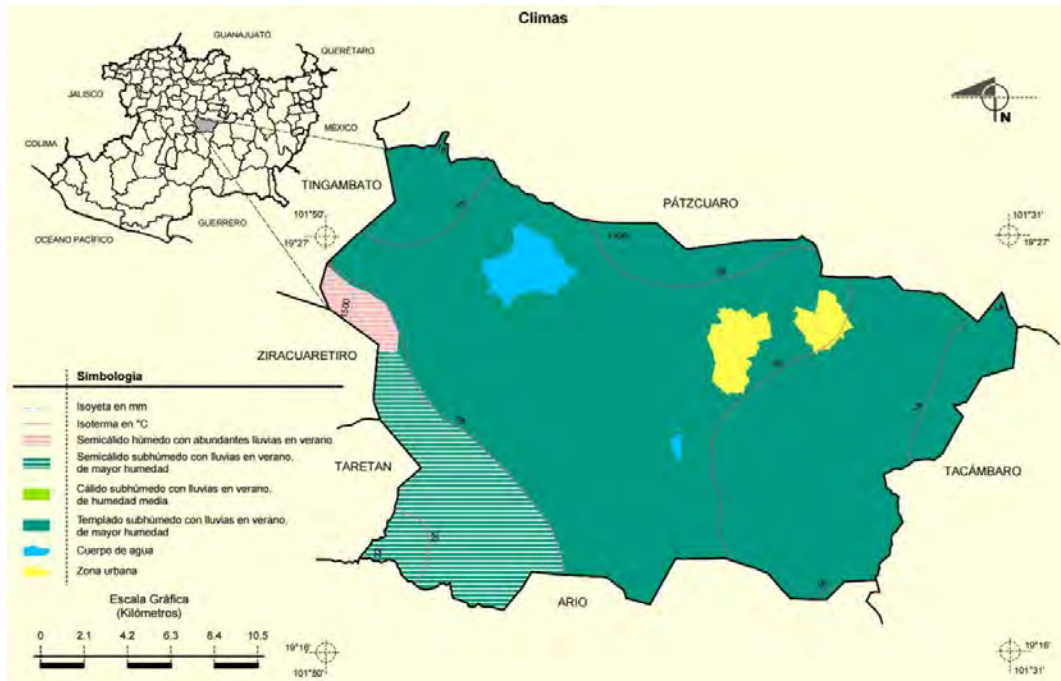 Climas
GUANAJUATO
QUERÉTARO
JALISCO
MEXICO
COLIMA
GUERRERO
OCEANO PACÍFICO
N
TINGAMBATO
PÁTZCUARO
101°50'
19°27'
101°31'
19°27'
1500
ZIRACUARETIRO
TARETAN
TACÁMBARO
ARIO
Simbología
Isoyeta en mm
Isoterma en °C
Semicálido húmedo con abundantes lluvias en verano
Semicálido subhúmedo con lluvias en verano,
de mayor humedad
Cálido subhúmedo con lluvias en verano,
de humedad media
Templado subhúmedo con lluvias en verano,
de mayor humedad
Cuerpo de agua
Zona urbana
Escala Gráfica
(Kilómetros)
0 2.1 4.2 6.3 8.4 10.5
19°16'
101°50'
19°16'
101°31'